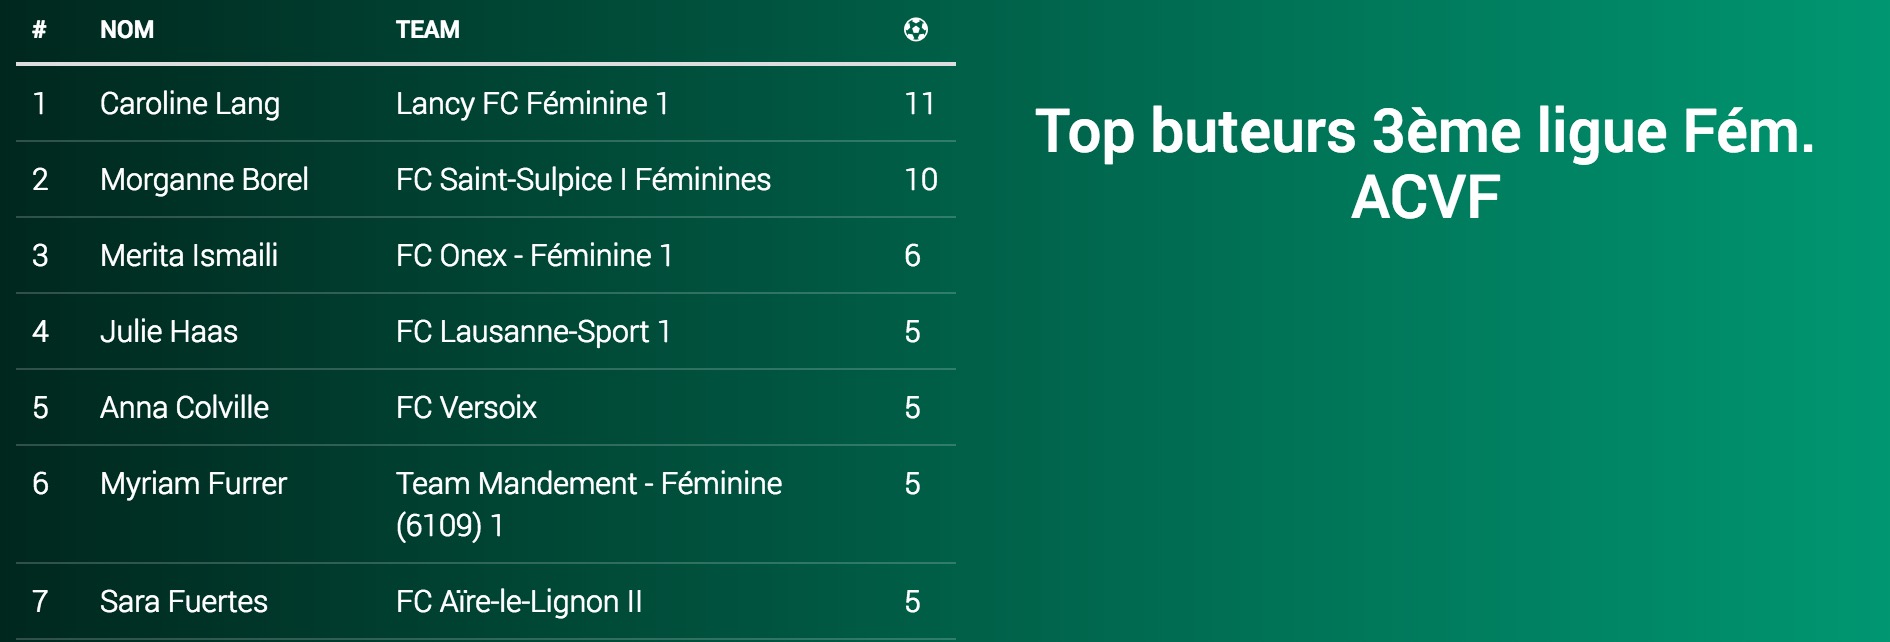 # NOM TEAM
1 Caroline Lang Lancy FC Féminine 1 11
2 Morganne Borel FC Saint-Sulpice I Féminines 10
3 Merita Ismaili FC Onex - Féminine 1 6
4 Julie Haas FC Lausanne-Sport 1 5
5 Anna Colville FC Versoix 5
6 Myriam Furrer Team Mandement - Féminine 5
(6109) 1
7 Sara Fuertes FC Aïre-le-Lignon II 5
Top buteurs 3ème ligue Fém.
ACVF